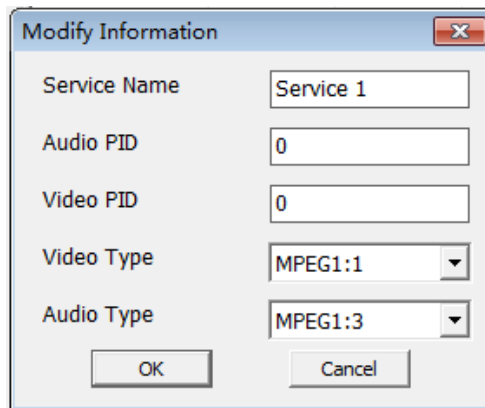 Modify Information
Service Name Service 1
Audio PID 0
Video PID 0
Video Type MPEG1:1
Audio Type MPEG1:3
OK Cancel